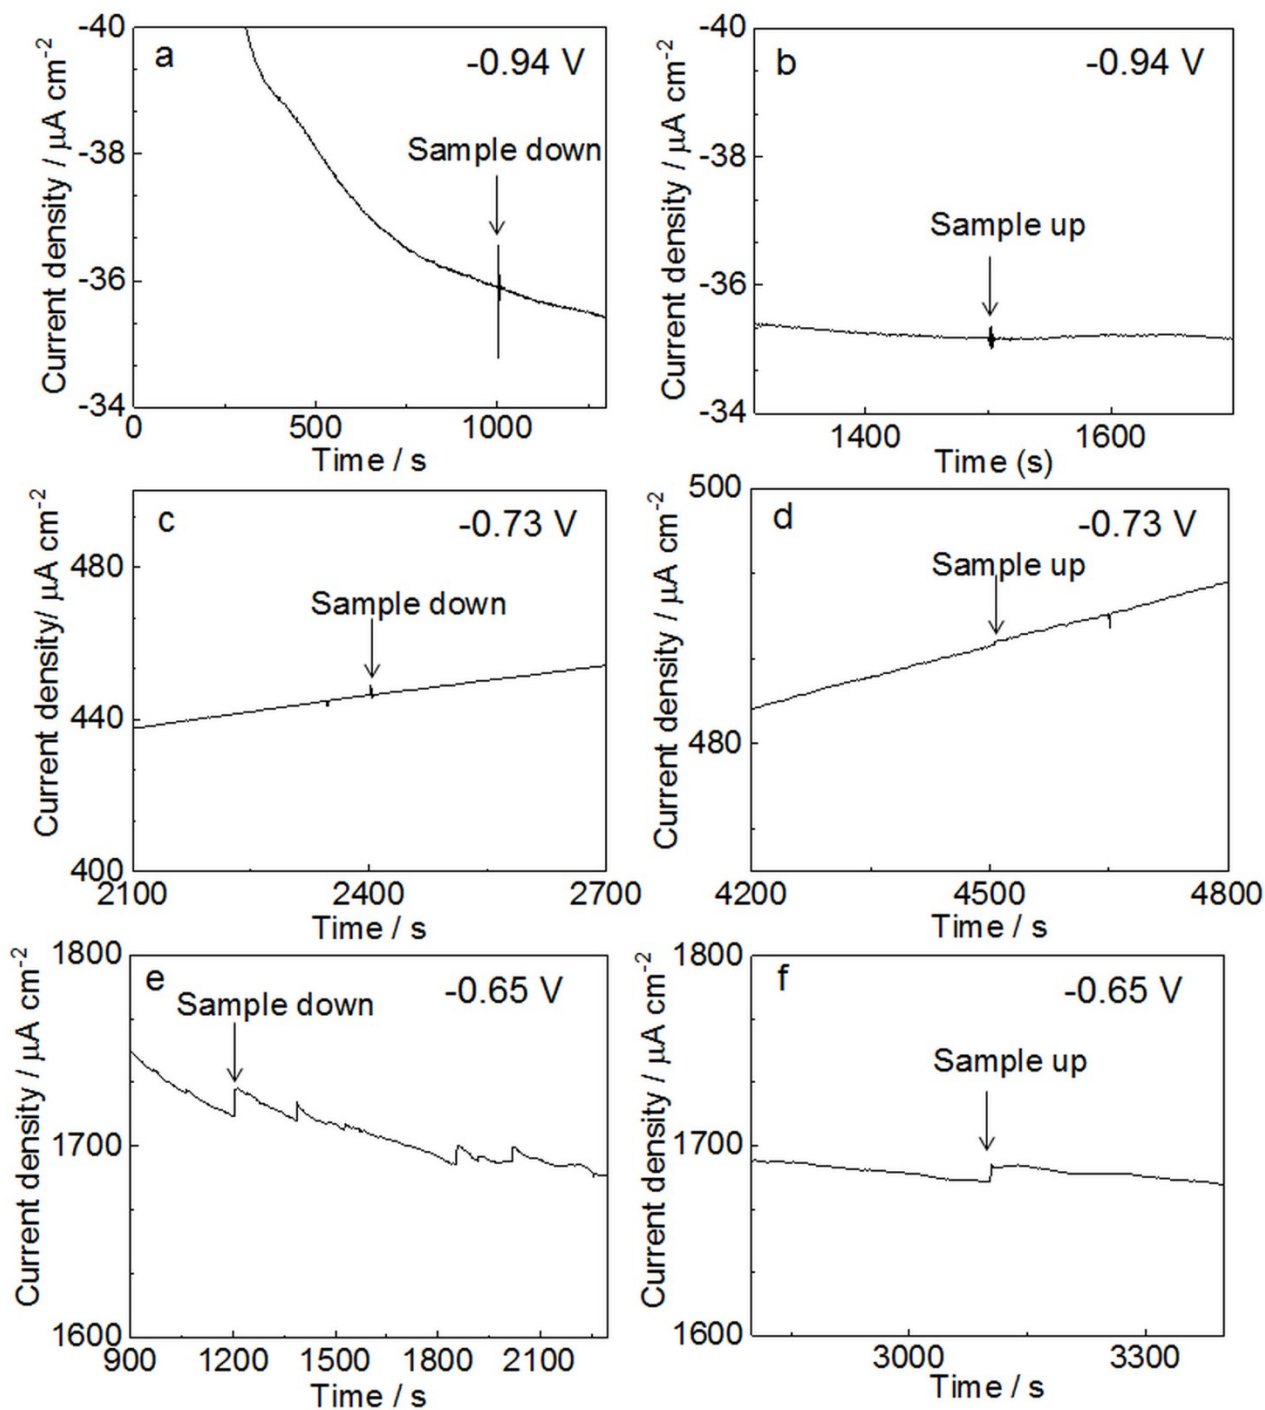 a
-0.94 V
Sample down
-40
-38
-36
-34
0
500
1000
Current density / μA cm-2
Time / s
b
-0.94 V
Sample up
-40
-38
-36
-34
1400
1600
Current density / μA cm-2
Time (s)
c
-0.73 V
Sample down
480
440
400
2100
2400
2700
Current density/ μA cm-2
Time / s
d
-0.73 V
Sample up
500
480
4200
4500
4800
Current density / μA cm-2
Time / s
e
-0.65 V
Sample down
1800
1700
1600
900
1200
1500
1800
2100
Current density / μA cm-2
Time / s
f
-0.65 V
Sample up
1800
1700
1600
3000
3300
Current density / μA cm-2
Time / s